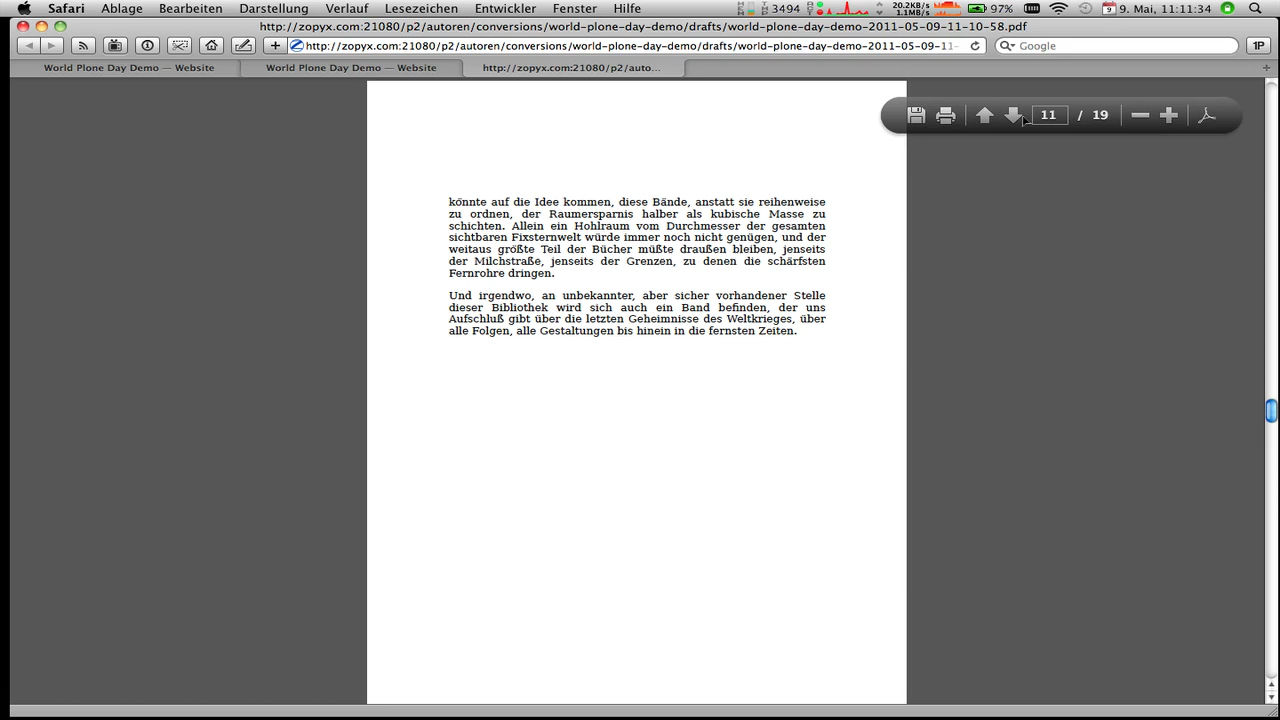 Safari Ablage Bearbeiten Darstellung Verlauf Lesezeichen Entwickler Fenster Hilfe 3494 20.2KB/s 1.1MB/s 97% 9. Mai, 11:11:34
http://zopyx.com:21080/p2/autoren/conversions/world-plone-day-demo/drafts/world-plone-day-demo-2011-05-09-11-10-58.pdf
http://zopyx.com:21080/p2/autoren/conversions/world-plone-day-demo/drafts/world-plone-day-demo-2011-05-09-11- Google 1P
World Plone Day Demo — Website World Plone Day Demo — Website http://zopyx.com:21080/p2/auto...
11 / 19
könnte auf die Idee kommen, diese Bände, anstatt sie reihenweise
zu ordnen, der Raumersparnis halber als kubische Masse zu
schichten. Allein ein Hohlraum vom Durchmesser der gesamten
sichtbaren Fixsternwelt würde immer noch nicht genügen, und der
weitaus größte Teil der Bücher müßte draußen bleiben, jenseits
der Milchstraße, jenseits der Grenzen, zu denen die schärfsten
Fernrohre dringen.
Und irgendwo, an unbekannter, aber sicher vorhandener Stelle
dieser Bibliothek wird sich auch ein Band befinden, der uns
Aufschluß gibt über die letzten Geheimnisse des Weltkrieges, über
alle Folgen, alle Gestaltungen bis hinein in die fernsten Zeiten.